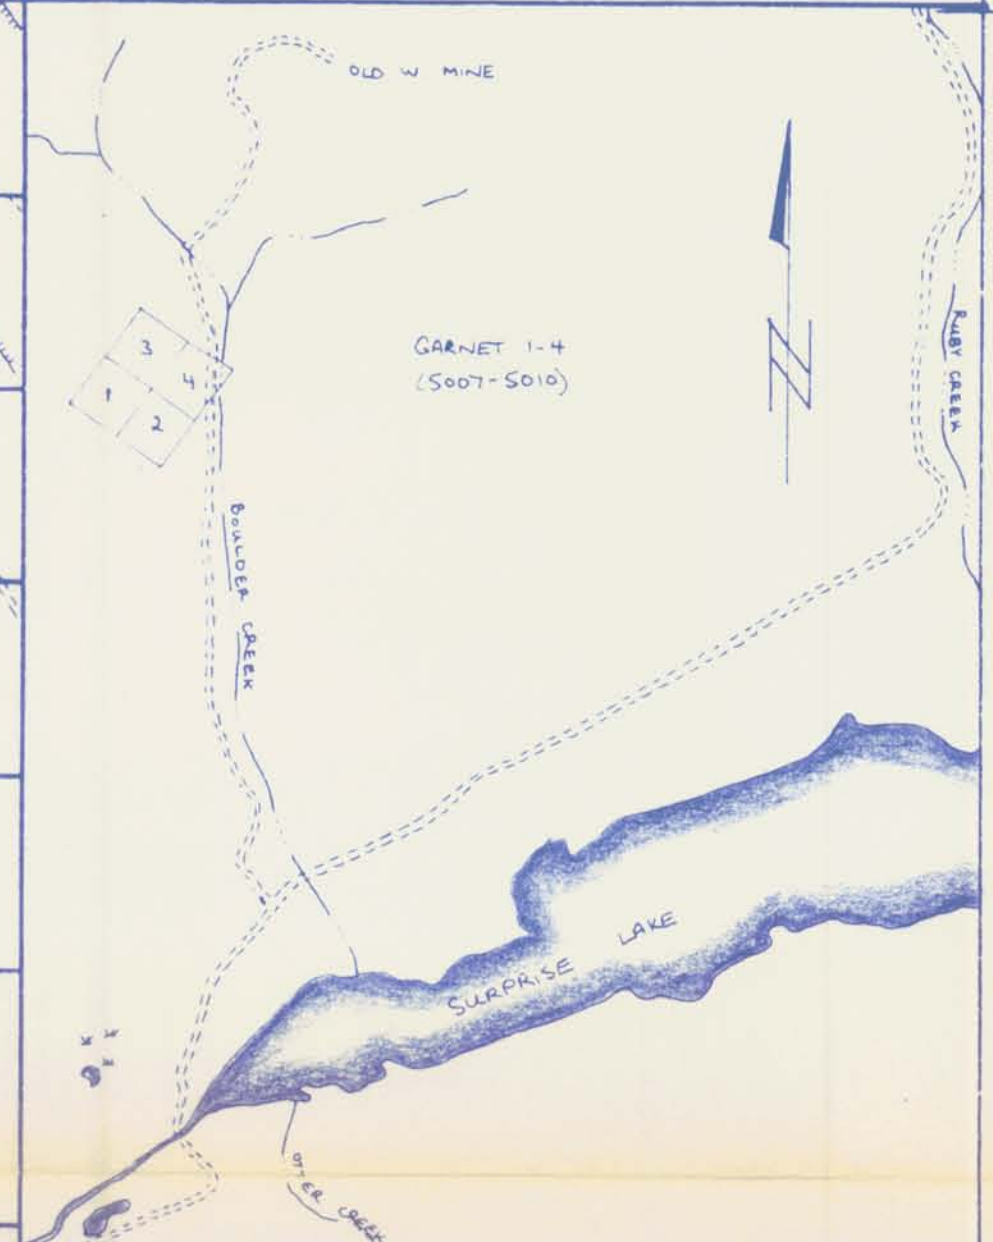 OLD W MINE
GARNET 1-4
(5007-5010)
N
RUBY CREEK
3
4
1
2
BOULDER CREEK
SURPRISE LAKE
OTTER CREEK